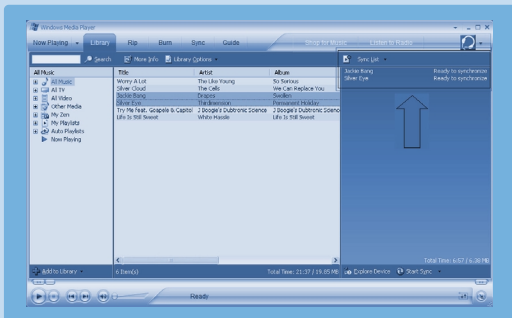 Windows Media Player
Now Playing Library Rip Burn Sync Guide Shop for Music Listen to Radio
Search More Info Library Options Sync List
All Music Title Artist Album
Jackie Bang Ready to synchronize
Silver Eye Ready to synchronize
All Music Worry A Lot The Like Young So Serious
All TV Silver Cloud The Cells We Can Replace You
All Video Jackie Bang Drapes Swollen
Other Media Silver Eye Thirdimension Permanent Holiday
My Zen Try Me feat. Goapele & Capitol J Boogie's Dubtronic Science J Boogie's Dubtronic Scien
My Playlists Life Is Still Sweet White Hassle Life Is Still Sweet
Auto Playlists
Now Playing
Total Time: 6:57 / 6.38 MB
Add to Library 6 Item(s) Total Time: 21:37 / 19.85 MB Explore Device Start Sync
Ready